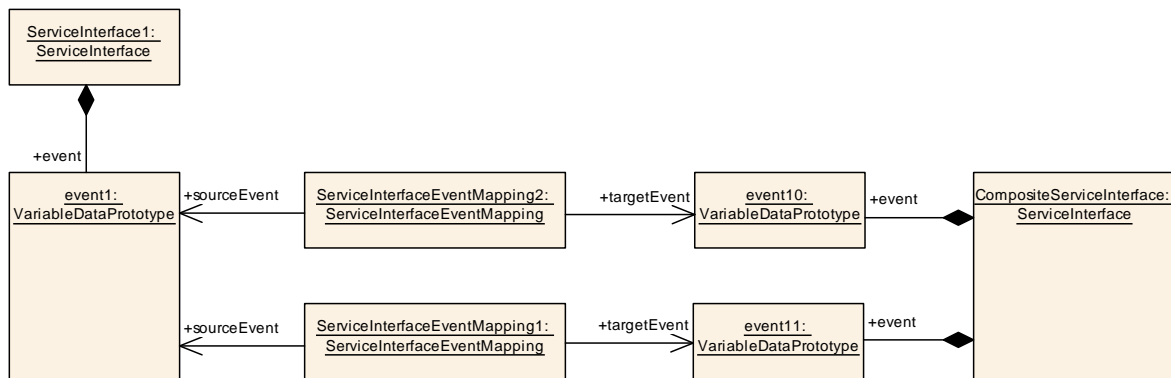 ServiceInterface1:
ServiceInterface
+event
event1:
VariableDataPrototype
+sourceEvent
ServiceInterfaceEventMapping2:
ServiceInterfaceEventMapping
+targetEvent
event10:
VariableDataPrototype
+event
CompositeServiceInterface:
ServiceInterface
+sourceEvent
ServiceInterfaceEventMapping1:
ServiceInterfaceEventMapping
+targetEvent
event11:
VariableDataPrototype
+event